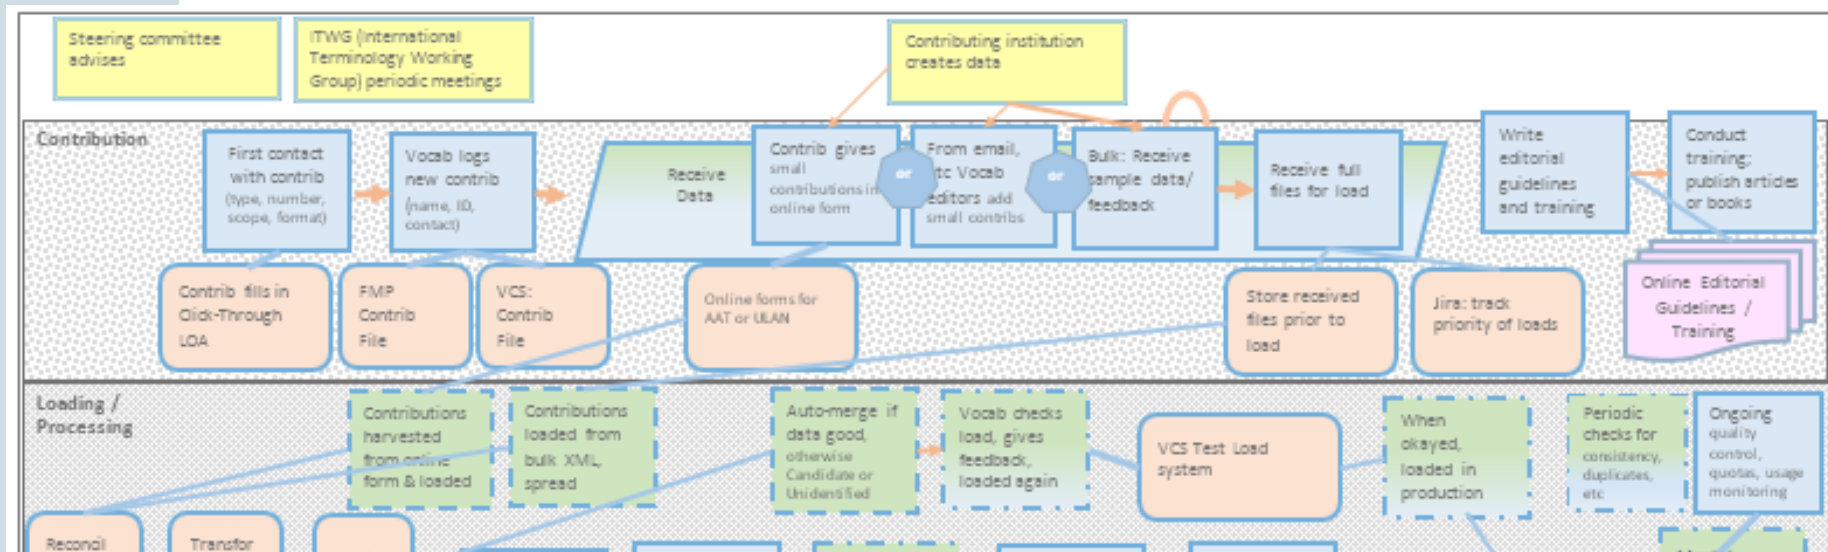 Steering committee
advises
ITWG (International
Terminology Working
Group) periodic meetings
Contributing institution
creates data
Contribution
First contact
with contrib
(type, number,
scope, format)
Vocab logs
new contrib
(name, ID,
contact)
Receive
Data
Contrib gives
small
contributions in
online form
or
From email,
tc Vocab
editors add
small contribs
or
Bulk: Receive
sample data/
feedback
Receive full
files for load
Write
editorial
guidelines
and training
Conduct
training;
publish articles
or books
Contrib fills in
Click-Through
LOA
FMP
Contrib
File
VCS:
Contrib
File
Online forms for
AAT or ULAN
Store received
files prior to
load
Jira: track
priority of loads
Online Editorial
Guidelines /
Training
Loading /
Processing
Contributions
harvested
from online
form & loaded
Contributions
loaded from
bulk XML,
spread
Auto-merge if
data good,
otherwise
Candidate or
Unidentified
Vocab checks
load, gives
feedback,
loaded again
VCS Test Load
system
When
okayed,
loaded in
production
Periodic
checks for
consistency,
duplicates,
etc
Ongoing
quality
control,
quotas, usage
monitoring
Reconcil
Transfor